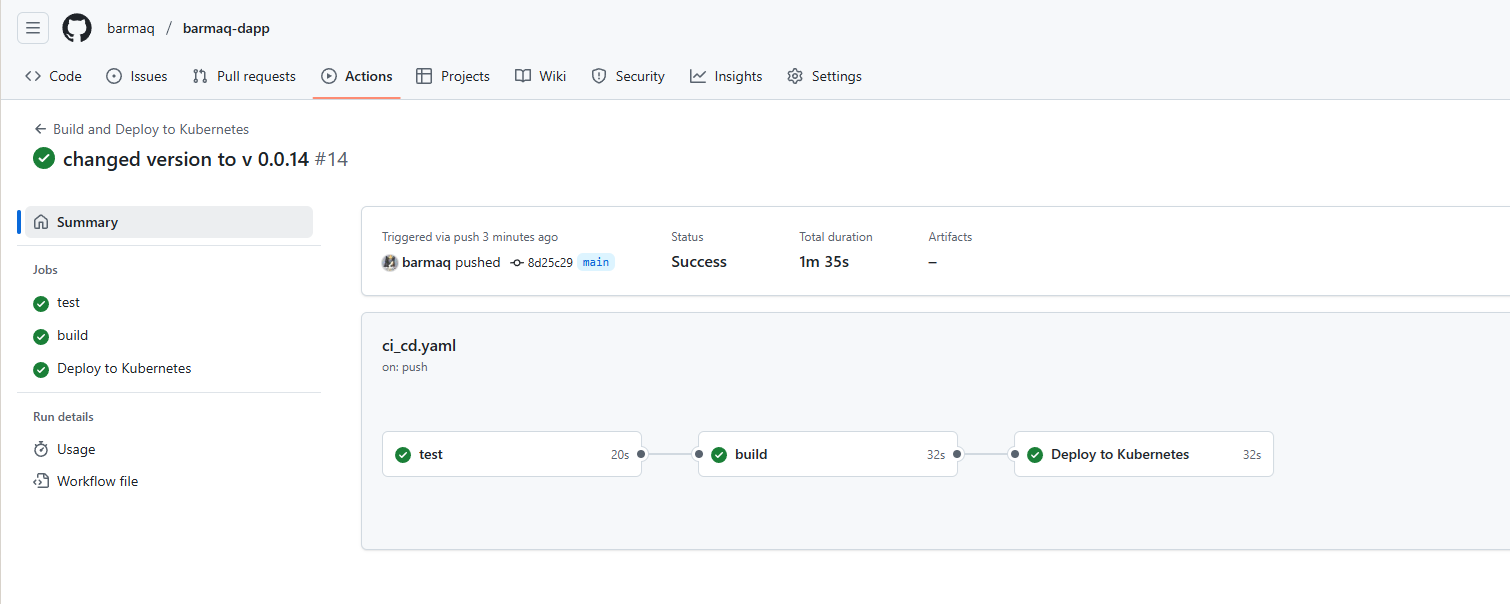 barmaq / barmaq-dapp
Code Issues Pull requests Actions Projects Wiki Security Insights Settings
Build and Deploy to Kubernetes
changed version to v 0.0.14 #14
Summary
Jobs
test
build
Deploy to Kubernetes
Run details
Usage
Workflow file
Triggered via push 3 minutes ago
barmaq pushed 8d25c29 main
Status
Success
Total duration
1m 35s
Artifacts
–
ci_cd.yaml
on: push
test 20s
build 32s
Deploy to Kubernetes 32s